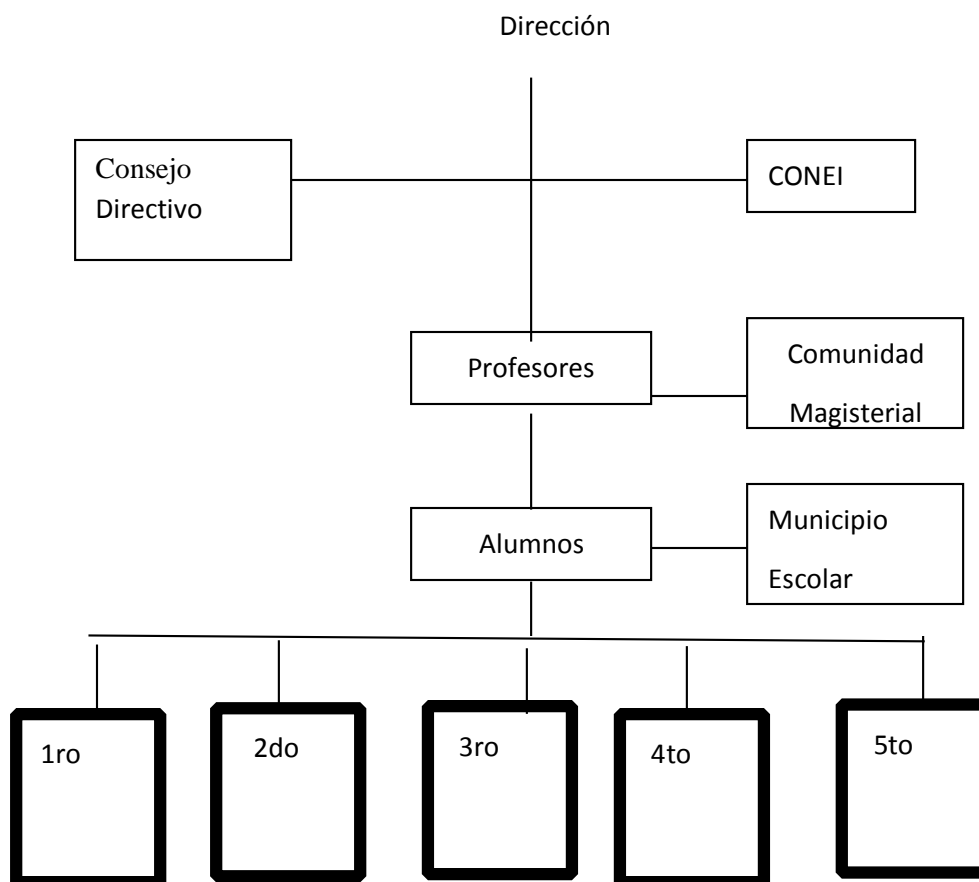 Dirección
Consejo
Directivo
CONEI
Profesores
Comunidad
Magisterial
Alumnos
Municipio
Escolar
1ro
2do
3ro
4to
5to